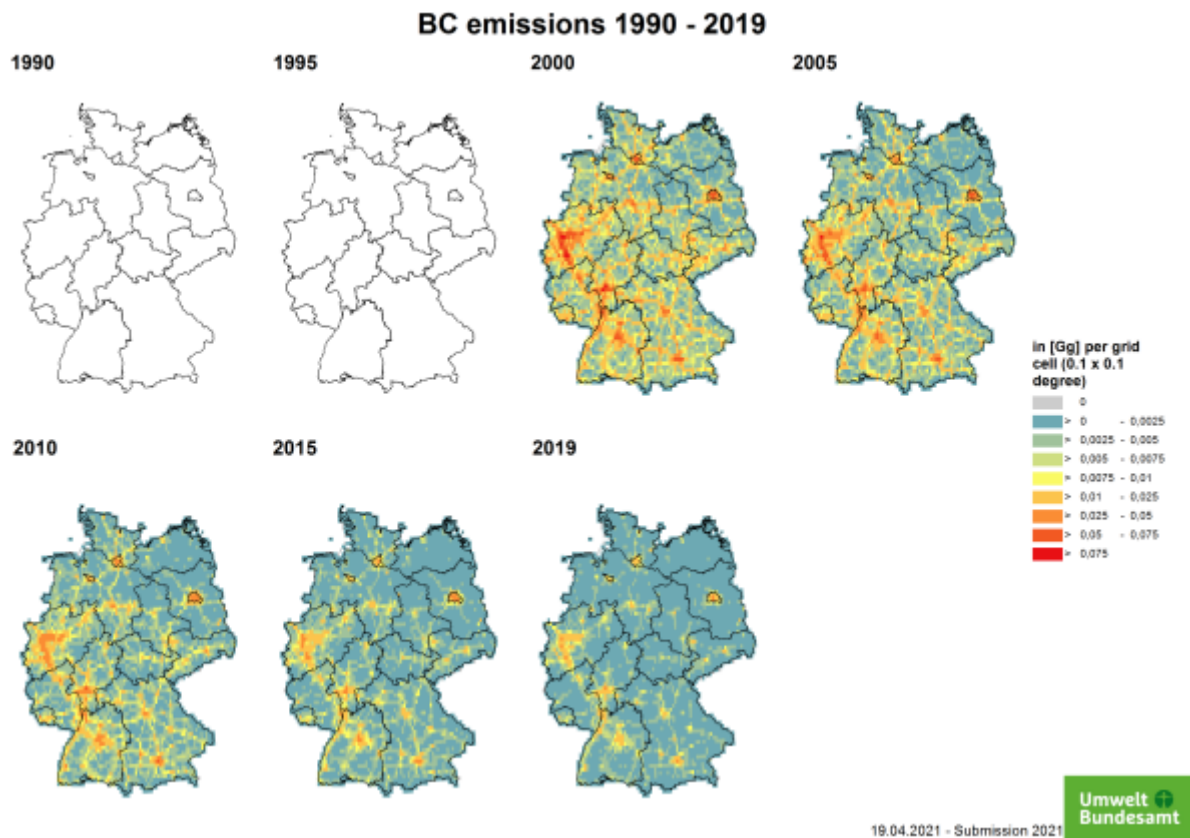 BC emissions 1990 - 2019
1990
1995
2000
2005
in [Gg] per grid
cell (0.1 x 0.1
degree)
0
> 0 - 0,0025
> 0,0025 - 0,005
> 0,005 - 0,0075
> 0,0075 - 0,01
> 0,01 - 0,025
> 0,025 - 0,05
> 0,05 - 0,075
> 0,075
2010
2015
2019
Umwelt
Bundesamt
19.04.2021 - Submission 2021